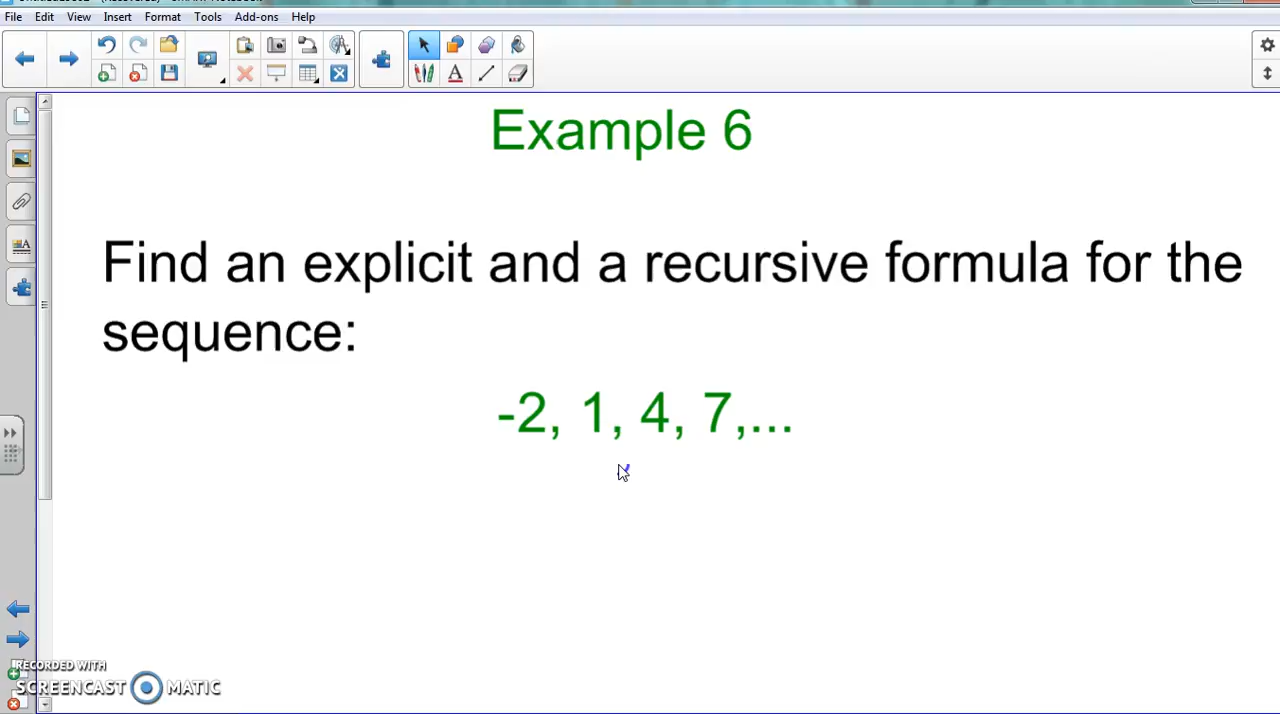 File Edit View Insert Format Tools Add-ons Help
Example 6
Find an explicit and a recursive formula for the
sequence:
-2, 1, 4, 7,...
RECORDED WITH
SCREENCAST MATIC